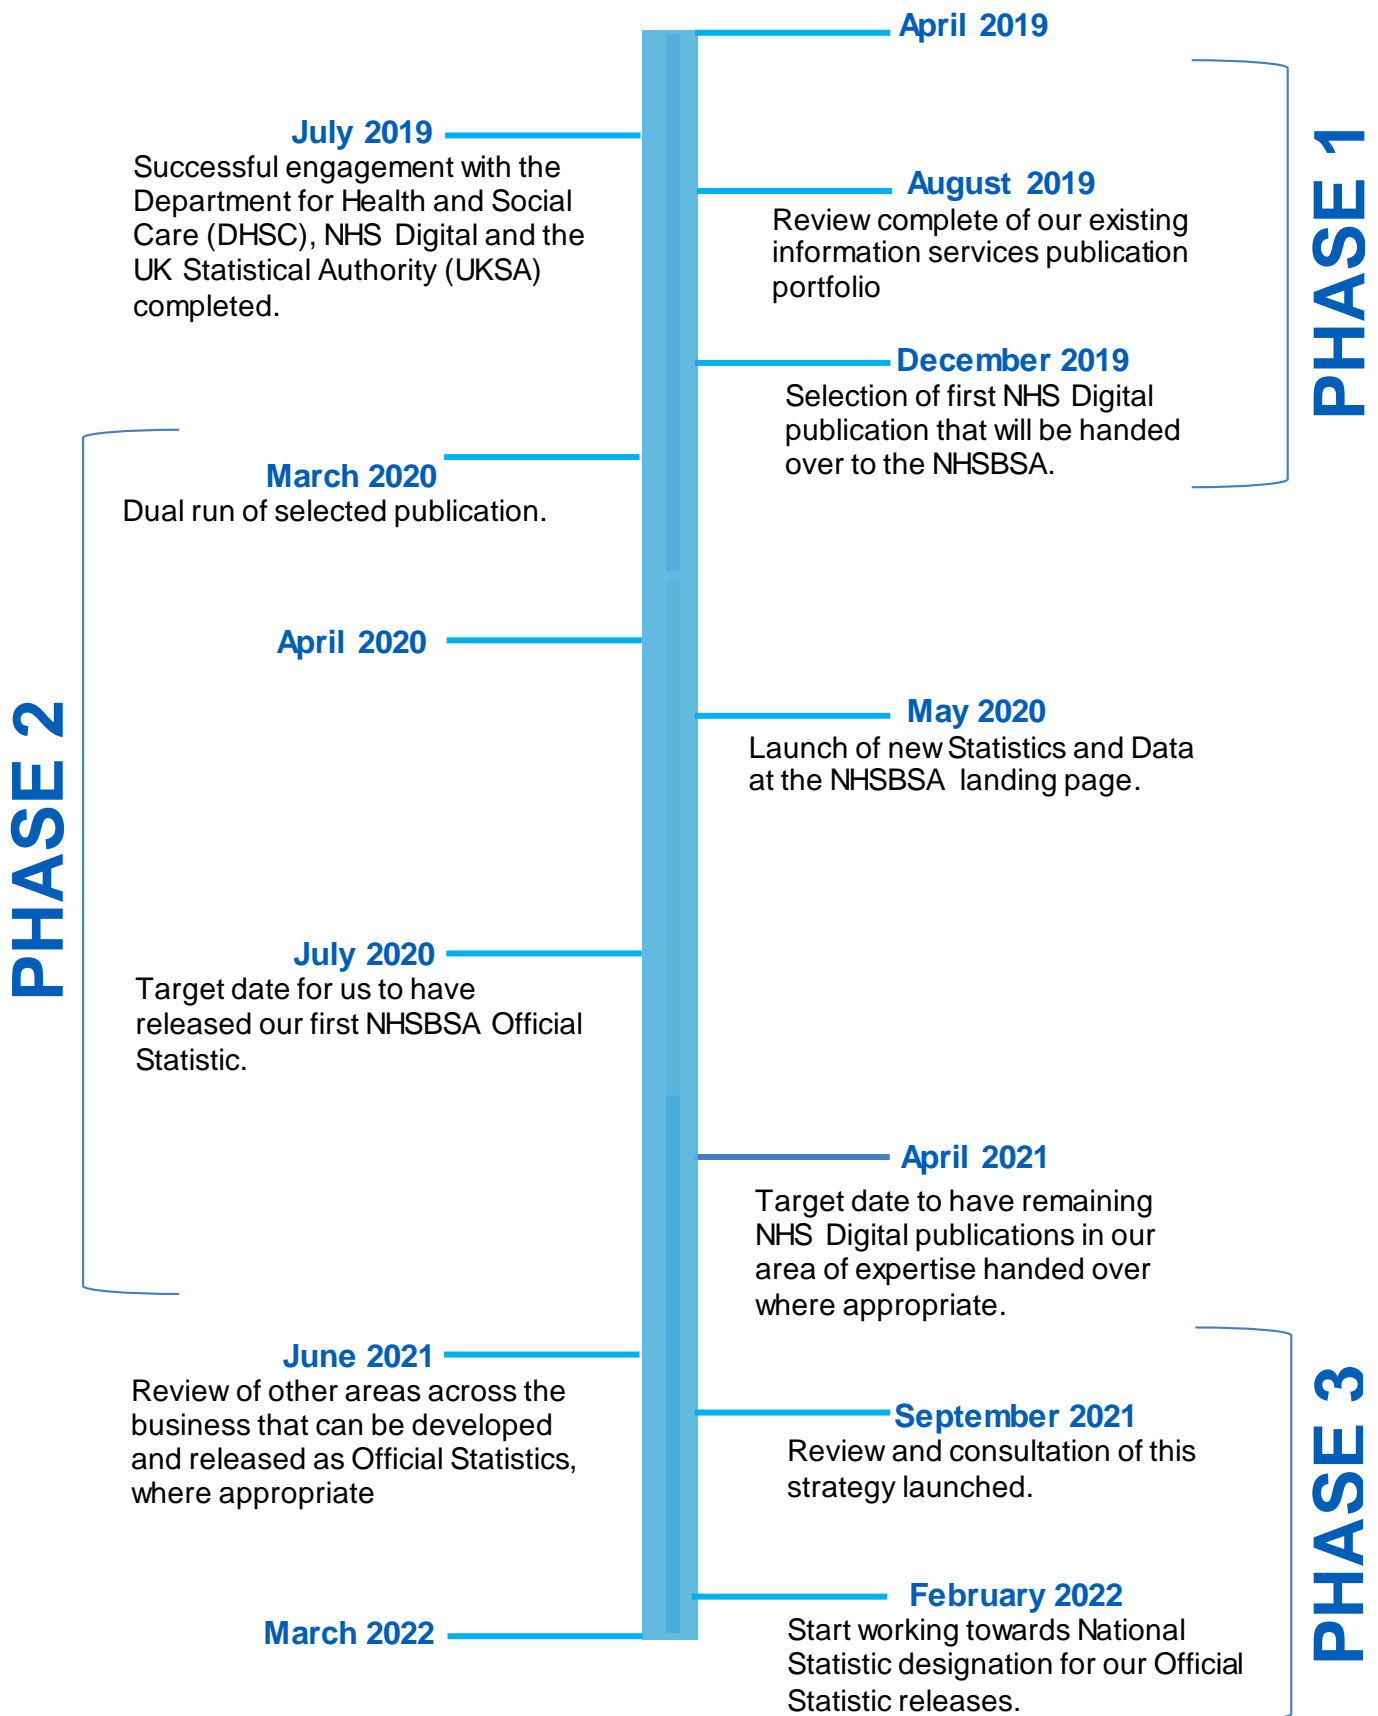 April 2019
PHASE 1
July 2019
Successful engagement with the
Department for Health and Social
Care (DHSC), NHS Digital and the
UK Statistical Authority (UKSA)
completed.
August 2019
Review complete of our existing
information services publication
portfolio
December 2019
Selection of first NHS Digital
publication that will be handed
over to the NHSBSA.
PHASE 2
March 2020
Dual run of selected publication.
April 2020
May 2020
Launch of new Statistics and Data
at the NHSBSA landing page.
July 2020
Target date for us to have
released our first NHSBSA Official
Statistic.
April 2021
Target date to have remaining
NHS Digital publications in our
area of expertise handed over
where appropriate.
PHASE 3
June 2021
Review of other areas across the
business that can be developed
and released as Official Statistics,
where appropriate
September 2021
Review and consultation of this
strategy launched.
February 2022
Start working towards National
Statistic designation for our Official
Statistic releases.
March 2022